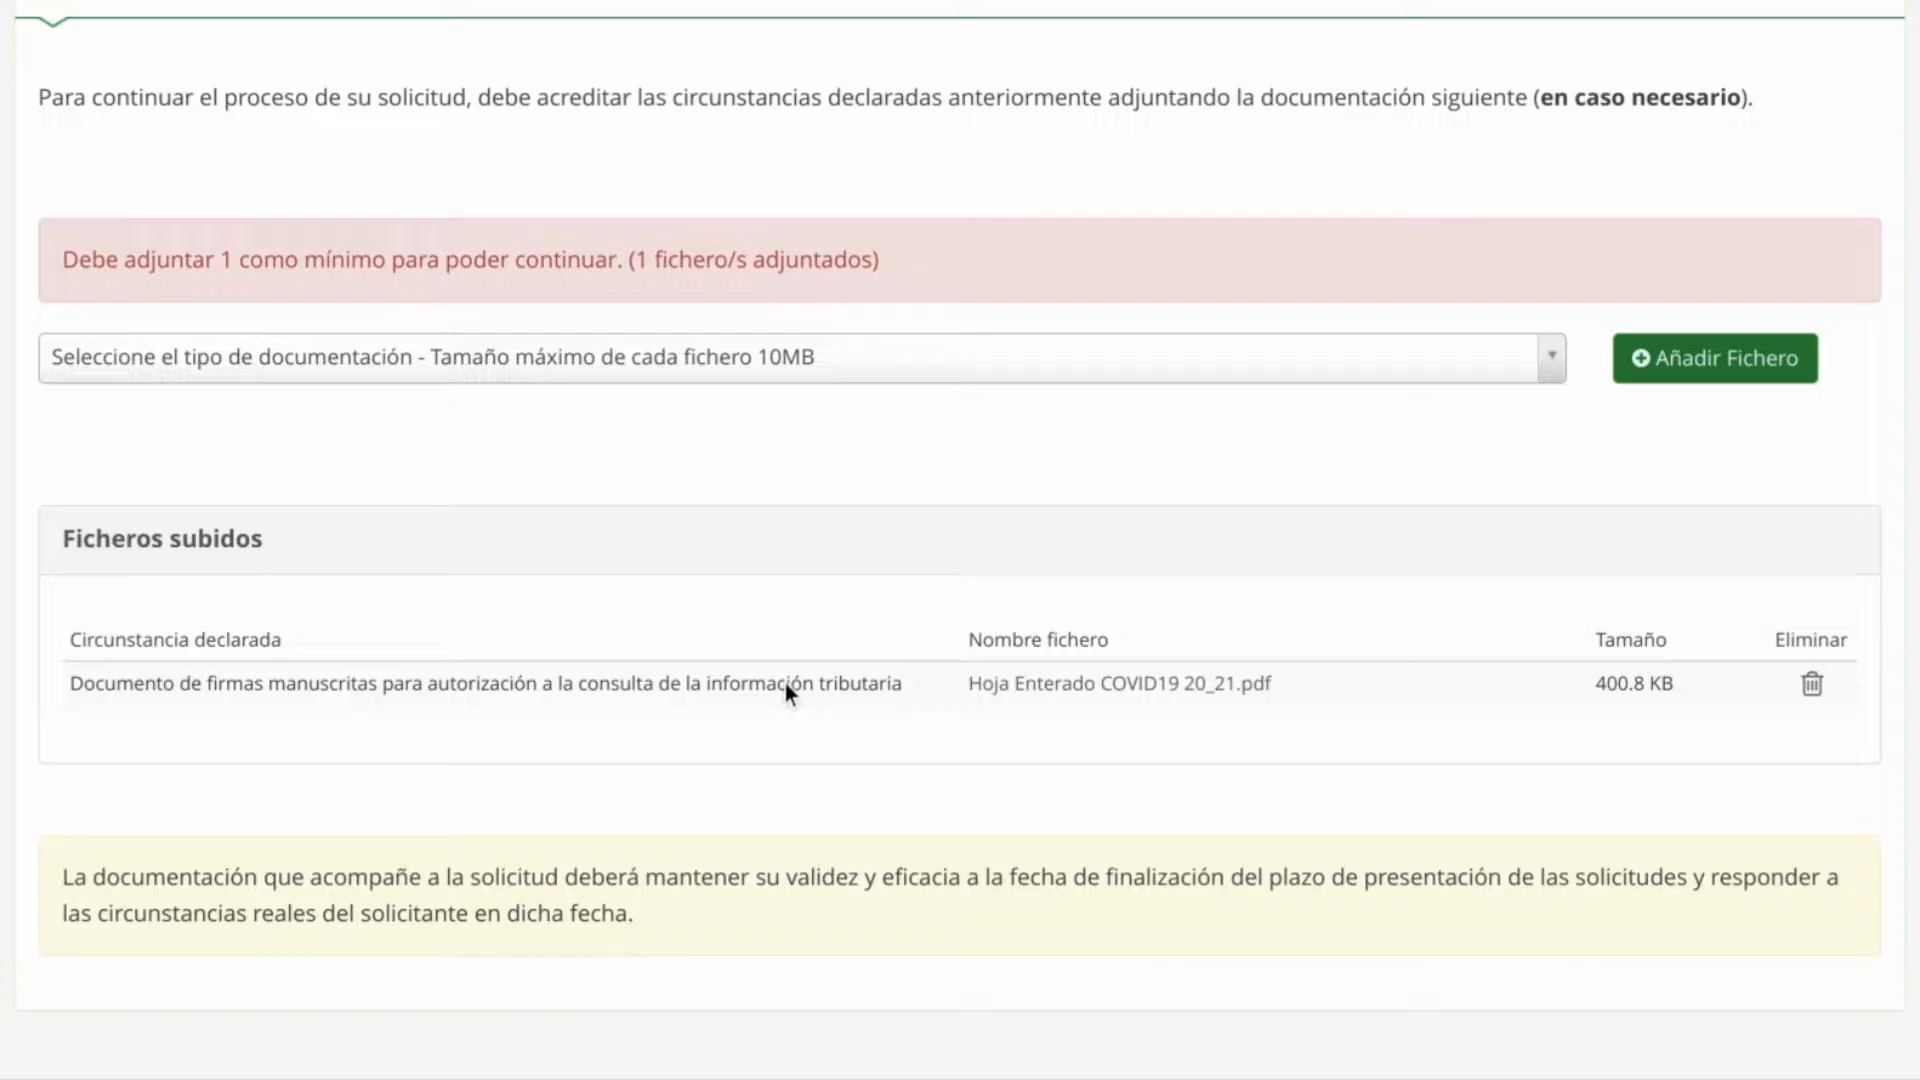 Para continuar el proceso de su solicitud, debe acreditar las circunstancias declaradas anteriormente adjuntando la documentación siguiente (en caso necesario).
Debe adjuntar 1 como mínimo para poder continuar. (1 fichero/s adjuntados)
Seleccione el tipo de documentación - Tamaño máximo de cada fichero 10MB
Añadir Fichero
Ficheros subidos
Circunstancia declarada Nombre fichero Tamaño Eliminar
Documento de firmas manuscritas para autorización a la consulta de la información tributaria Hoja Enterado COVID19 20_21.pdf 400.8 KB
La documentación que acompañe a la solicitud deberá mantener su validez y eficacia a la fecha de finalización del plazo de presentación de las solicitudes y responder a
las circunstancias reales del solicitante en dicha fecha.